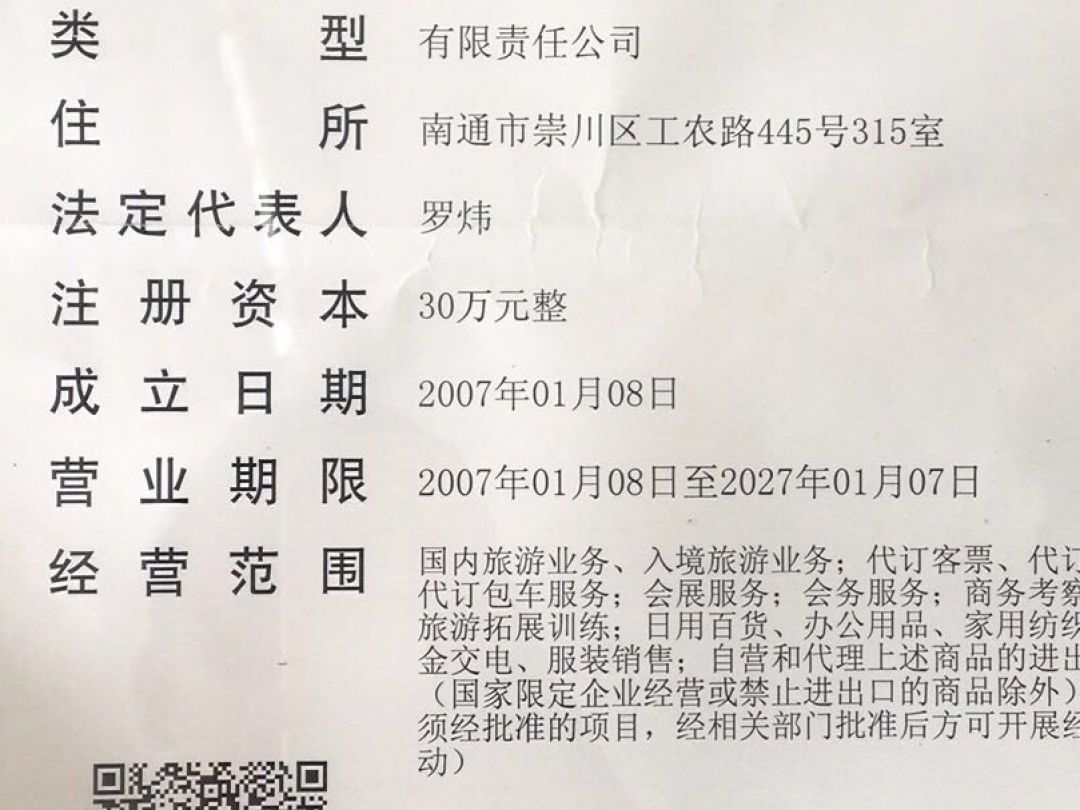 类型 有限责任公司
住所 南通市崇川区工农路445号315室
法定代表人 罗炜
注册资本 30万元整
成立日期 2007年01月08日
营业期限 2007年01月08日至2027年01月07日
经营范围 国内旅游业务、入境旅游业务；代订客票、代订
代订包车服务；会展服务；会务服务；商务考察
旅游拓展训练；日用百货、办公用品、家用纺织
金交电、服装销售；自营和代理上述商品的进出
（国家限定企业经营或禁止进出口的商品除外）
须经批准的项目，经相关部门批准后方可开展经
动）